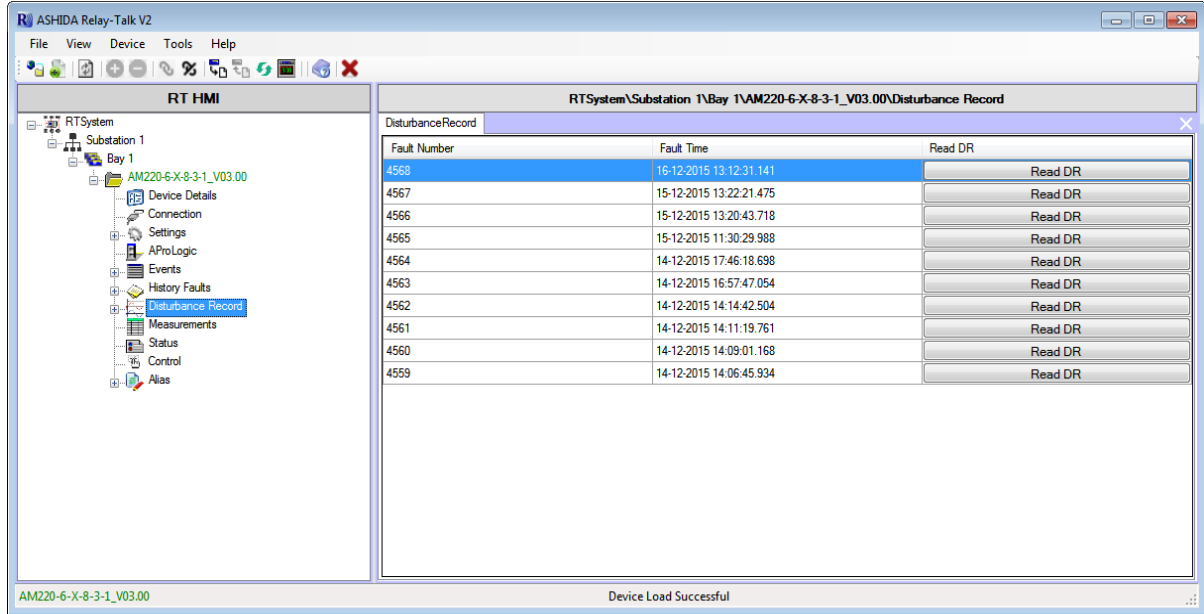 ASHIDA Relay-Talk V2
File View Device Tools Help
RT HMI
RTSystem\Substation 1\Bay 1\AM220-6-X-8-3-1_V03.00\Disturbance Record
RTSystem
Substation 1
Bay 1
AM220-6-X-8-3-1_V03.00
Device Details
Connection
Settings
AProLogic
Events
History Faults
Disturbance Record
Measurements
Status
Control
Alias
DisturbanceRecord
Fault Number Fault Time Read DR
4568 16-12-2015 13:12:31.141 Read DR
4567 15-12-2015 13:22:21.475 Read DR
4566 15-12-2015 13:20:43.718 Read DR
4565 15-12-2015 11:30:29.988 Read DR
4564 14-12-2015 17:46:18.698 Read DR
4563 14-12-2015 16:57:47.054 Read DR
4562 14-12-2015 14:14:42.504 Read DR
4561 14-12-2015 14:11:19.761 Read DR
4560 14-12-2015 14:09:01.168 Read DR
4559 14-12-2015 14:06:45.934 Read DR
AM220-6-X-8-3-1_V03.00 Device Load Successful